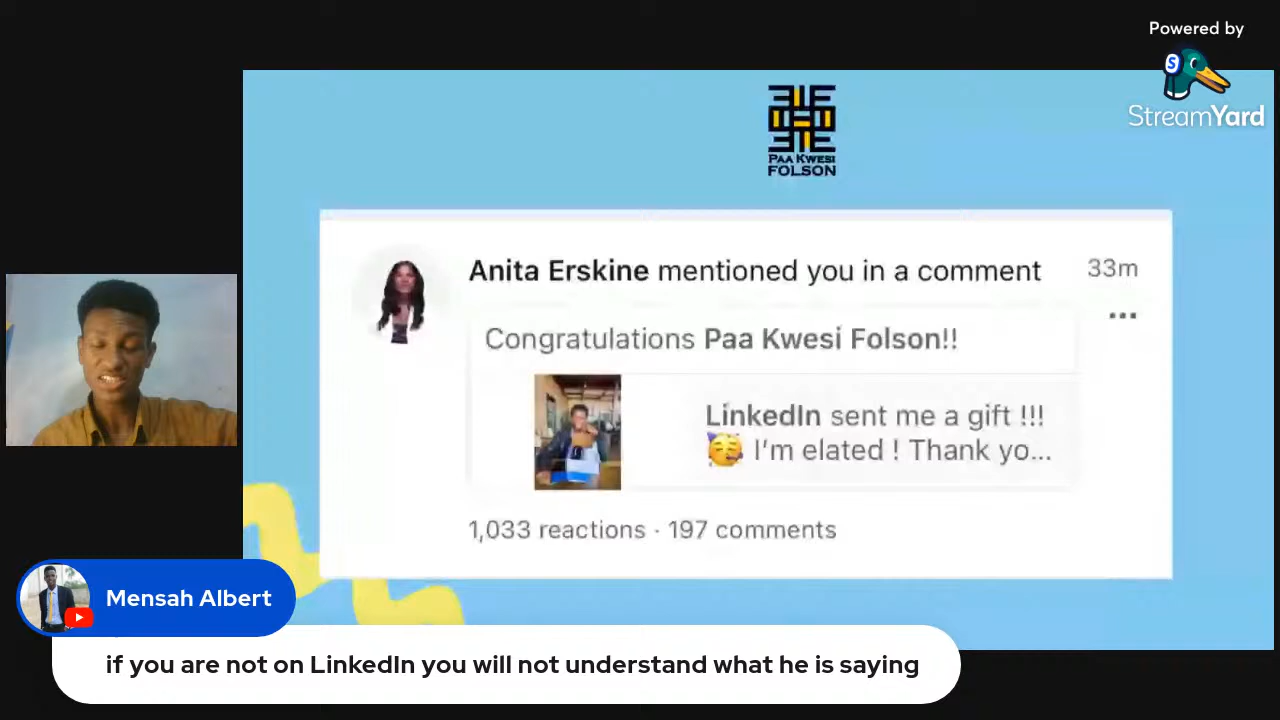 Powered by
StreamYard
PAA KWESI
FOLSON
Anita Erskine mentioned you in a comment 33m
Congratulations Paa Kwesi Folson!!
LinkedIn sent me a gift !!!
🥳 I'm elated ! Thank yo...
1,033 reactions · 197 comments
Mensah Albert
if you are not on LinkedIn you will not understand what he is saying